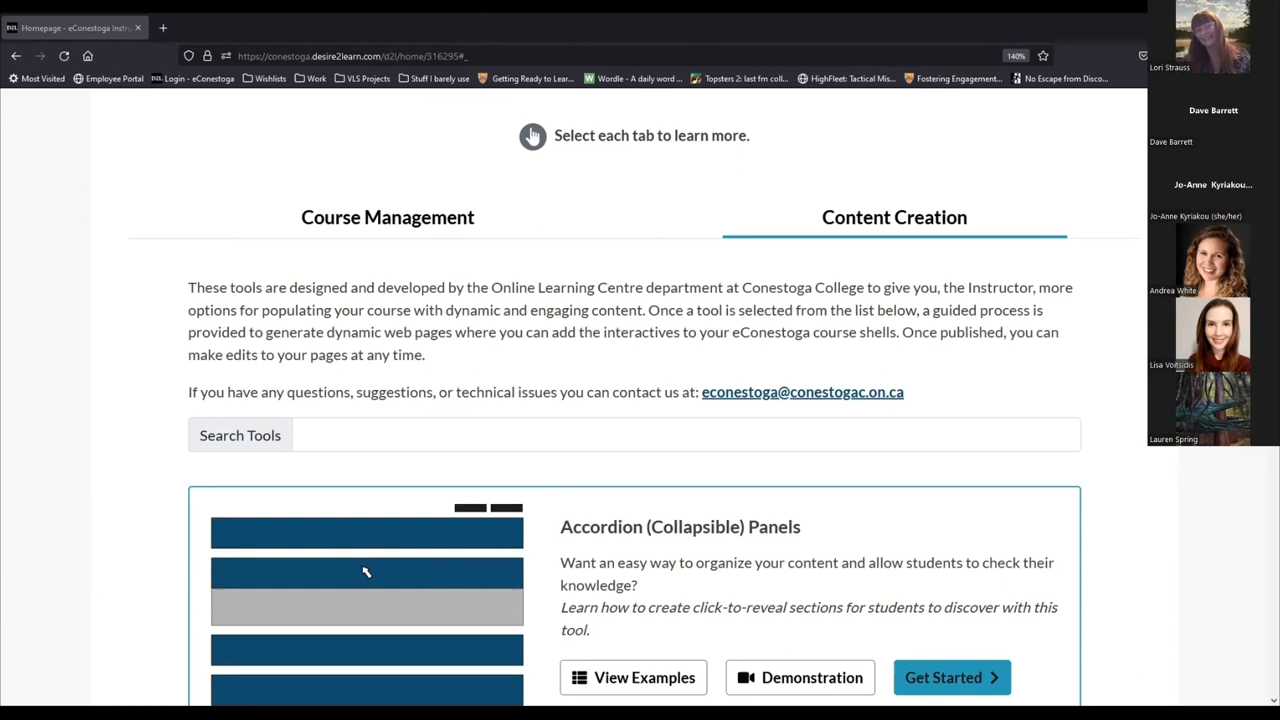 D2L Homepage - eConestoga Instru
https://conestoga.desire2learn.com/d2l/home/316295#_
140%
Most Visited
Employee Portal
D2L Login - eConestoga
Wishlists
Work
VLS Projects
Stuff I barely use
Getting Ready to Lear...
W Wordle - A daily word ...
Topsters 2: last fm coll...
HighFleet: Tactical Mis...
Fostering Engagement...
No Escape from Disco...
Lori Strauss
Dave Barrett
Dave Barrett
Jo-Anne Kyriakou...
Jo-Anne Kyriakou (she/her)
Andrea White
Lisa Voitsidis
Lauren Spring
Select each tab to learn more.
Course Management
Content Creation
These tools are designed and developed by the Online Learning Centre department at Conestoga College to give you, the Instructor, more
options for populating your course with dynamic and engaging content. Once a tool is selected from the list below, a guided process is
provided to generate dynamic web pages where you can add the interactives to your eConestoga course shells. Once published, you can
make edits to your pages at any time.
If you have any questions, suggestions, or technical issues you can contact us at: econestoga@conestogac.on.ca
Search Tools
Accordion (Collapsible) Panels
Want an easy way to organize your content and allow students to check their
knowledge?
Learn how to create click-to-reveal sections for students to discover with this
tool.
View Examples
Demonstration
Get Started